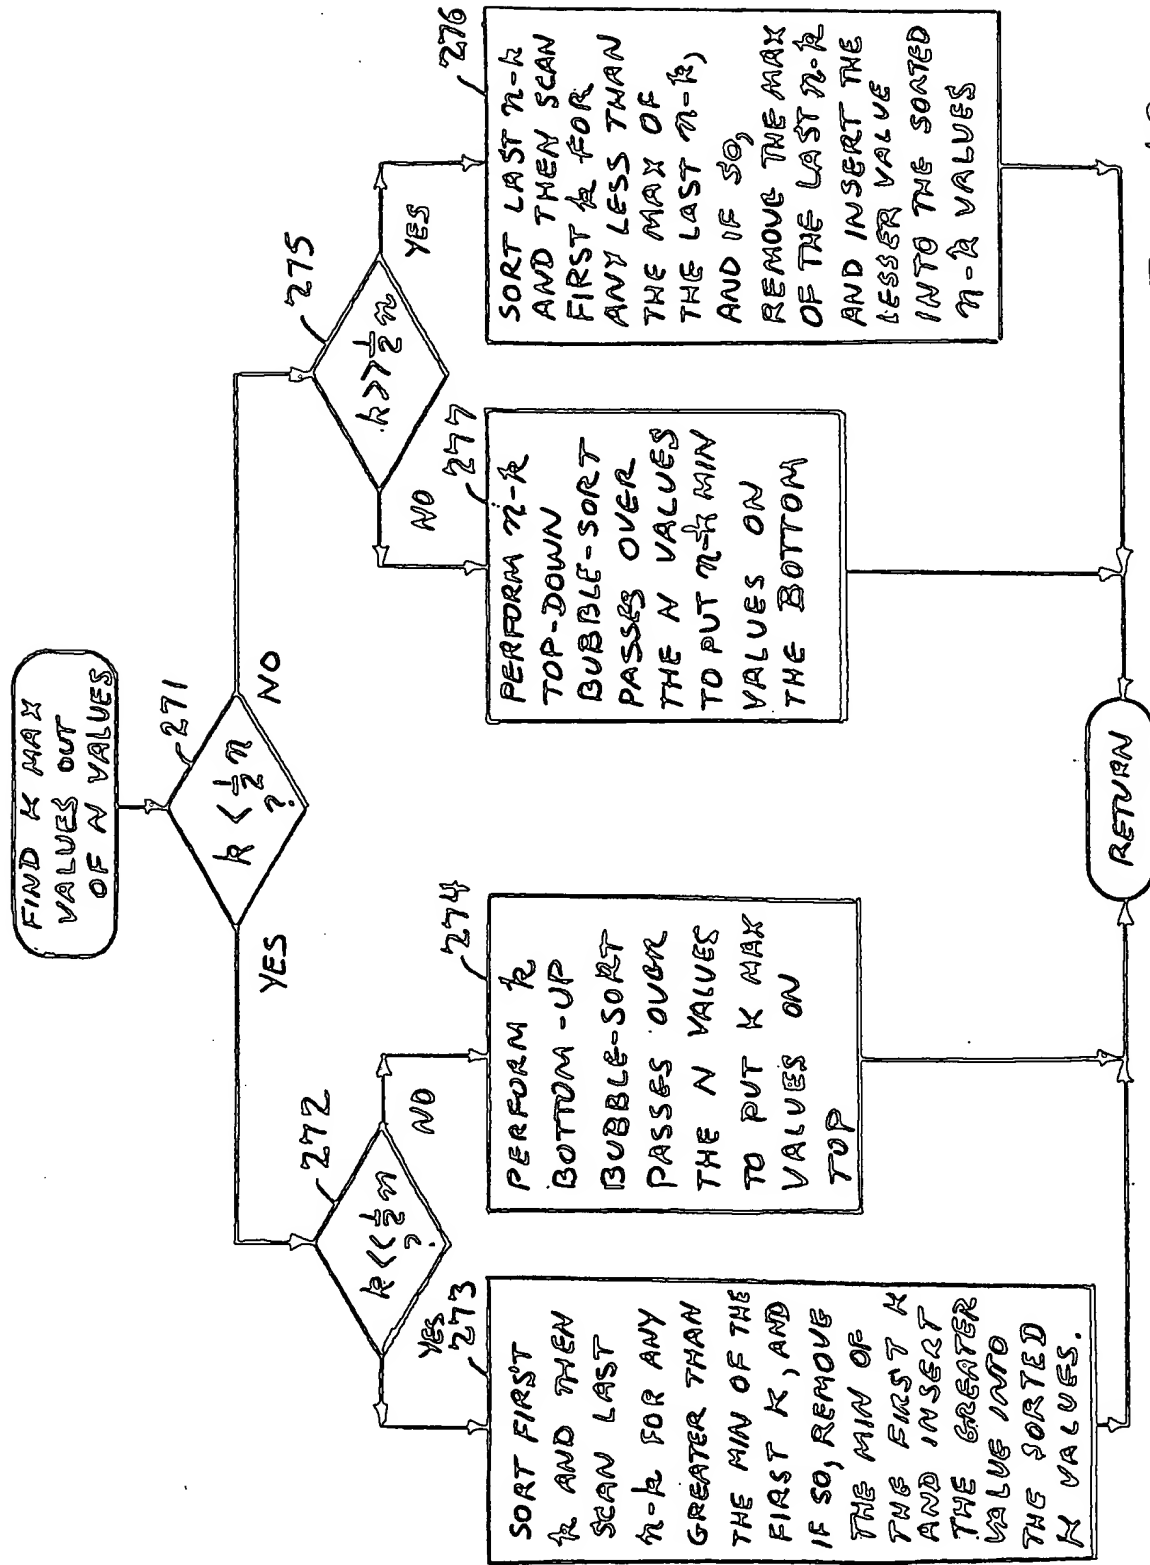 FIND K MAX
VALUES OUT
OF N VALUES
271
k < 1/2 n
?
YES
NO
272
k << 1/2 n
?
YES
NO
273
SORT FIRST
k AND THEN
SCAN LAST
n-k FOR ANY
GREATER THAN
THE MIN OF THE
FIRST K, AND
IF SO, REMOVE
THE MIN OF
THE FIRST K
AND INSERT
THE GREATER
VALUE INTO
THE SORTED
K VALUES.
274
PERFORM k
BOTTOM-UP
BUBBLE-SORT
PASSES OVER
THE N VALUES
TO PUT K MAX
VALUES ON
TOP
275
k >> 1/2 n
NO
YES
277
PERFORM n-k
TOP-DOWN
BUBBLE-SORT
PASSES OVER
THE N VALUES
TO PUT n-k MIN
VALUES ON
THE BOTTOM
276
SORT LAST n-k
AND THEN SCAN
FIRST k FOR
ANY LESS THAN
THE MAX OF
THE LAST n-k,
AND IF SO,
REMOVE THE MAX
OF THE LAST n-k
AND INSERT THE
LESSER VALUE
INTO THE SORTED
n-k VALUES
RETURN